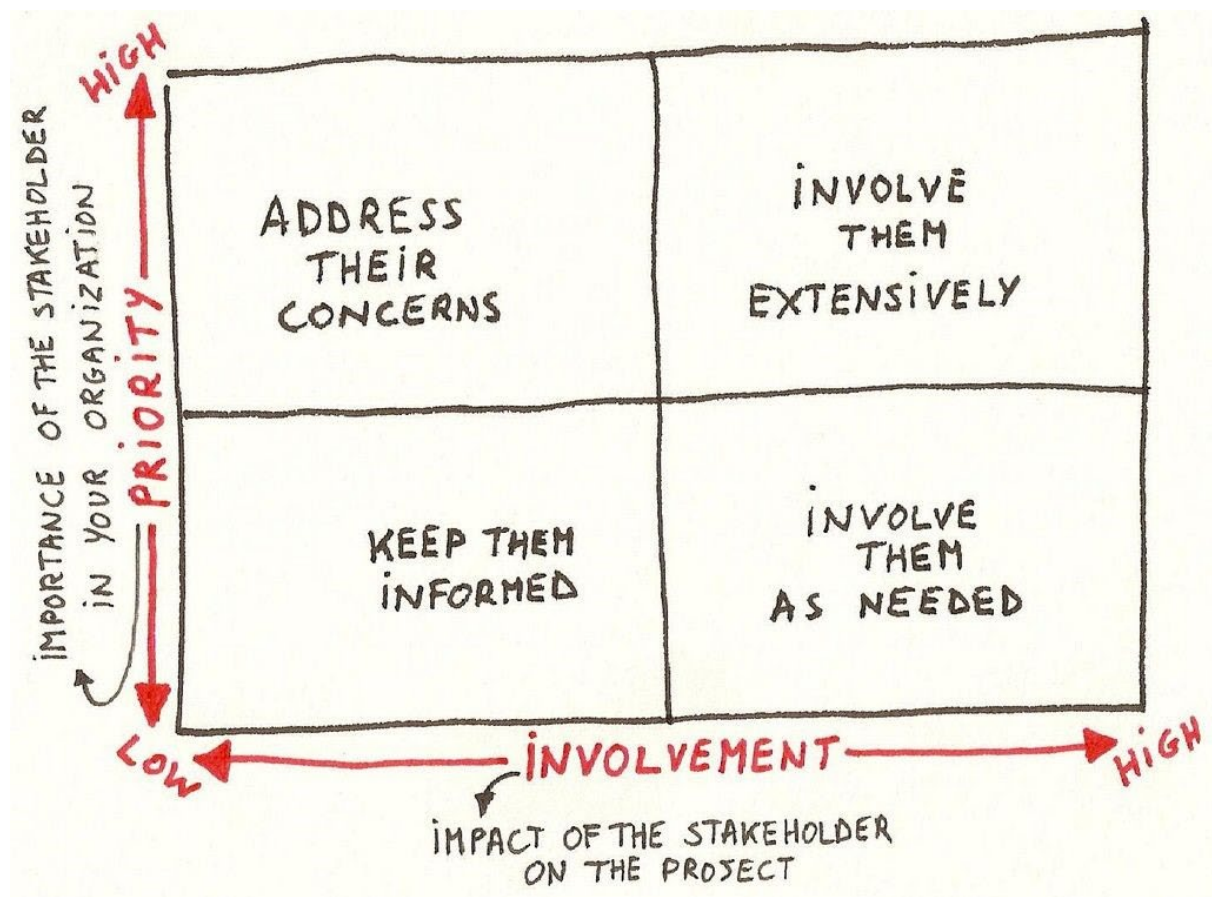 HIGH
IMPORTANCE OF THE STAKEHOLDER
IN YOUR ORGANIZATION
PRIORITY
ADDRESS
THEIR
CONCERNS
INVOLVE
THEM
EXTENSIVELY
KEEP THEM
INFORMED
INVOLVE
THEM
AS NEEDED
LOW
INVOLVEMENT
HIGH
IMPACT OF THE STAKEHOLDER
ON THE PROJECT